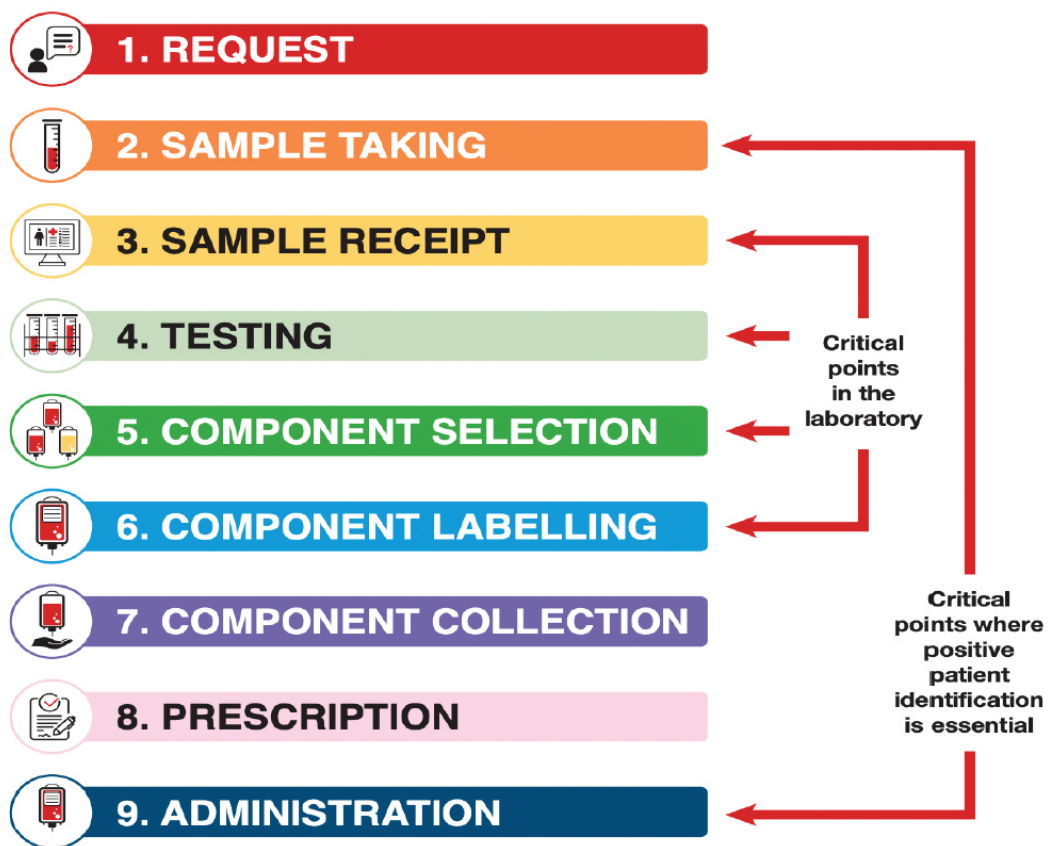 1. REQUEST
2. SAMPLE TAKING
3. SAMPLE RECEIPT
4. TESTING
5. COMPONENT SELECTION
6. COMPONENT LABELLING
7. COMPONENT COLLECTION
8. PRESCRIPTION
9. ADMINISTRATION
Critical
points
in the
laboratory
Critical
points where
positive
patient
identification
is essential